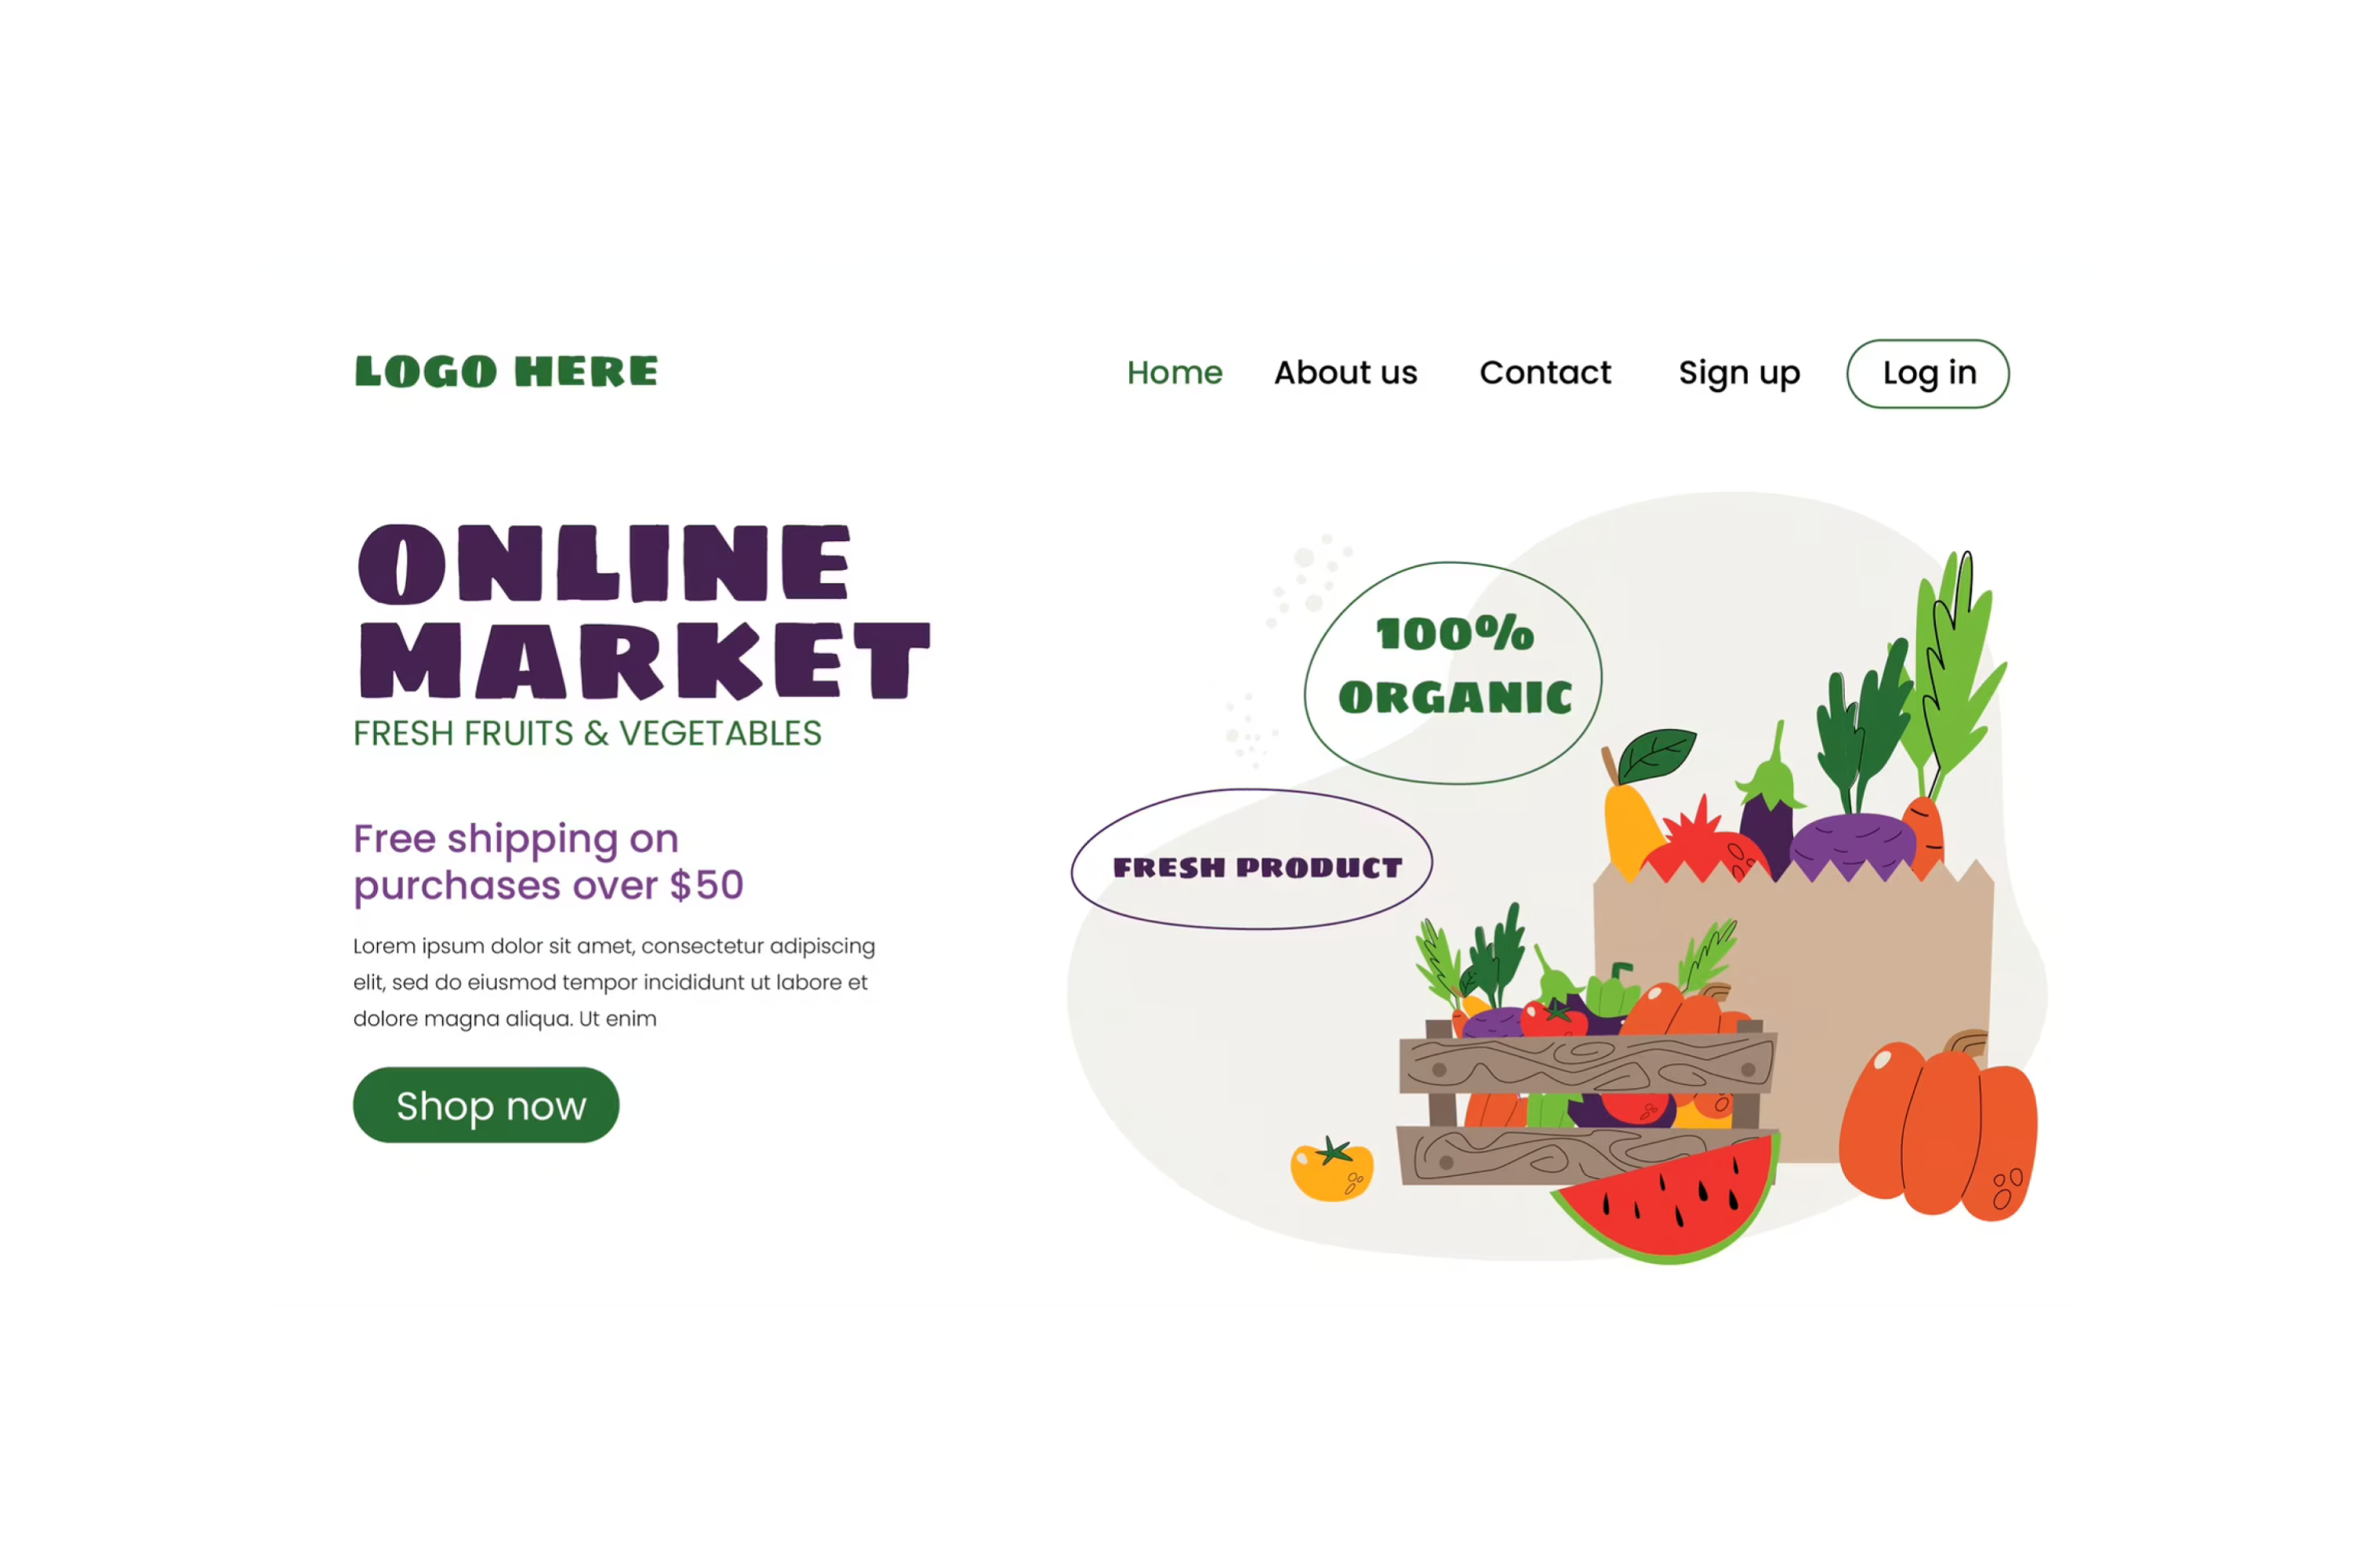 LOGO HERE
Home
About us
Contact
Sign up
Log in
ONLINE
MARKET
FRESH FRUITS & VEGETABLES
Free shipping on
purchases over $50
Lorem ipsum dolor sit amet, consectetur adipiscing
elit, sed do eiusmod tempor incididunt ut labore et
dolore magna aliqua. Ut enim
Shop now
100%
ORGANIC
FRESH PRODUCT